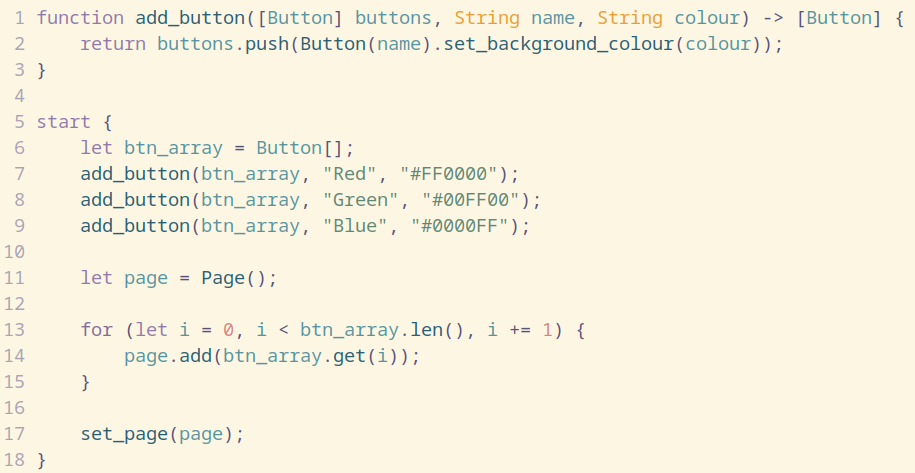 1 function add_button([Button] buttons, String name, String colour) -> [Button] {
2     return buttons.push(Button(name).set_background_colour(colour));
3 }
4
5 start {
6     let btn_array = Button[];
7     add_button(btn_array, "Red", "#FF0000");
8     add_button(btn_array, "Green", "#00FF00");
9     add_button(btn_array, "Blue", "#0000FF");
10
11     let page = Page();
12
13     for (let i = 0, i < btn_array.len(), i += 1) {
14         page.add(btn_array.get(i));
15     }
16
17     set_page(page);
18 }